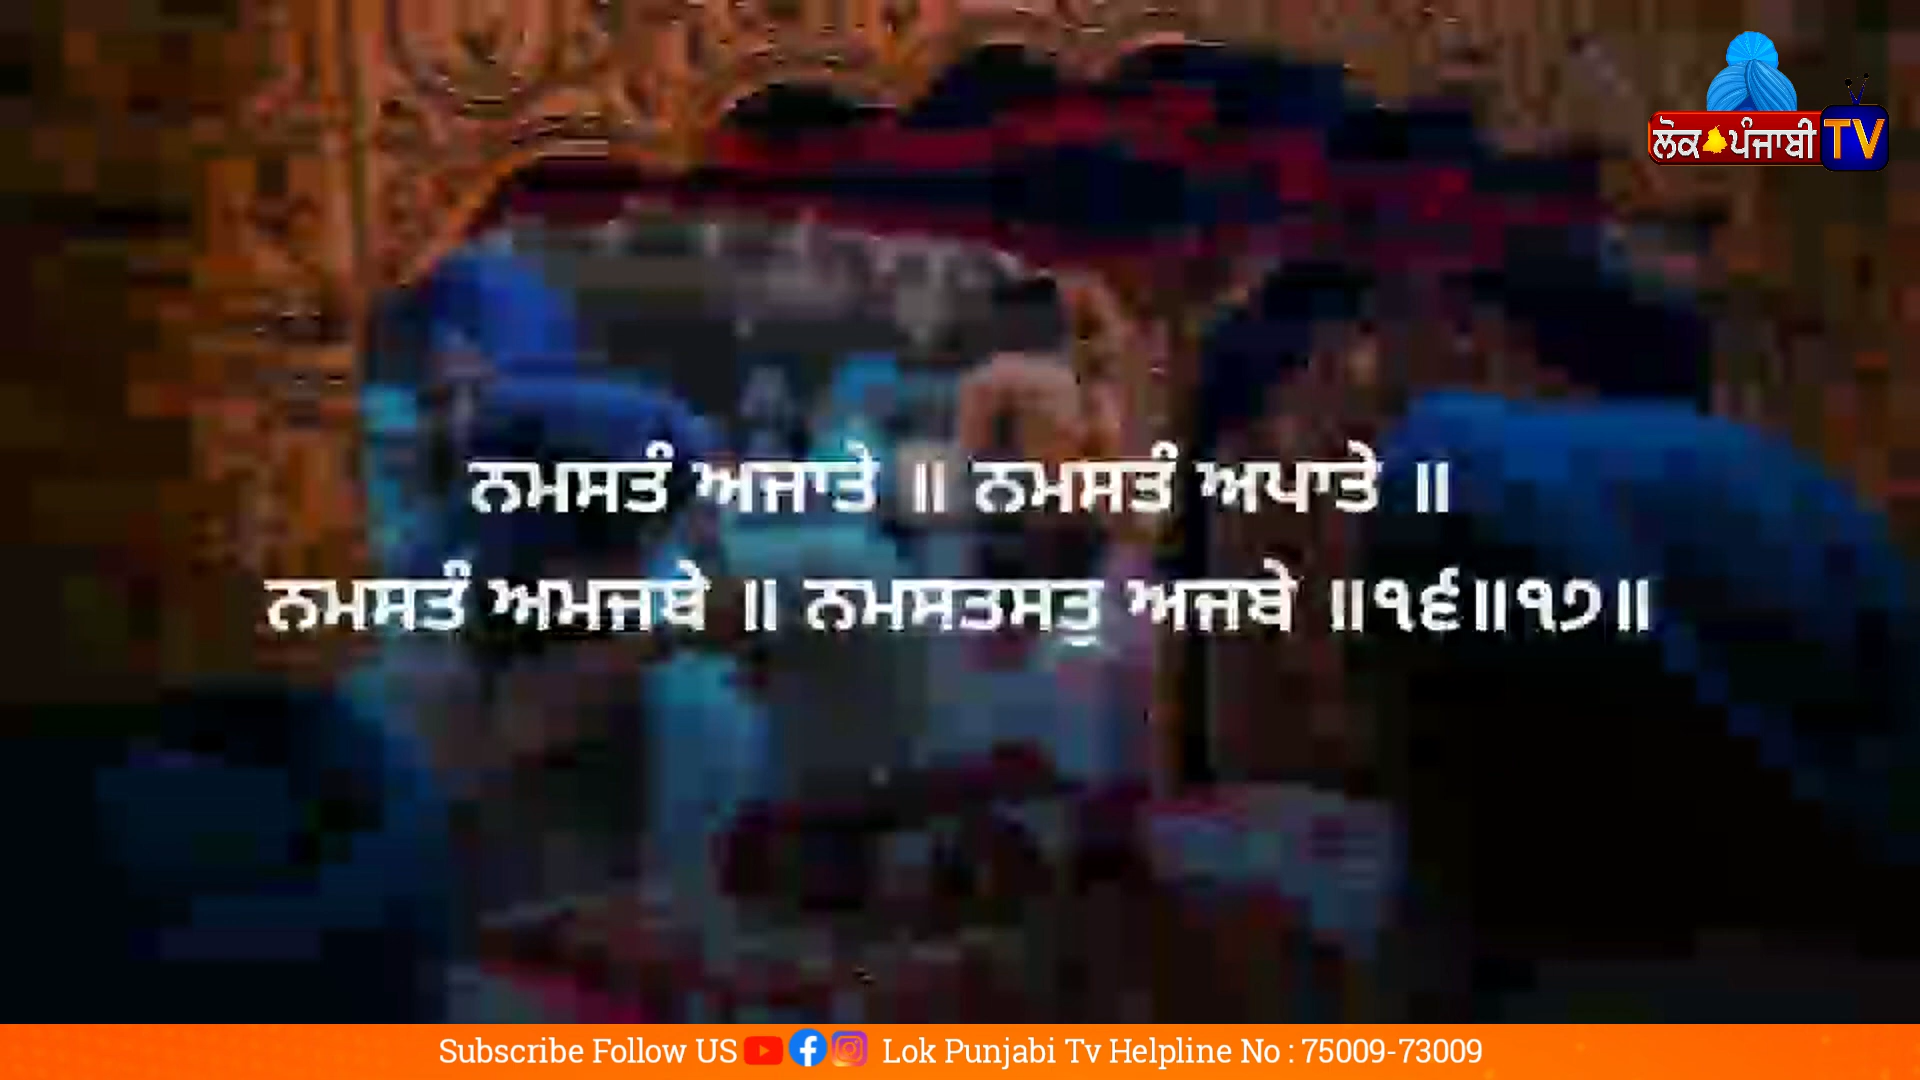 ਲੋਕ ਪੰਜਾਬੀ TV
ਨਮਸਤੰ ਅਜਾਤੇ ॥ ਨਮਸਤੰ ਅਪਾਤੇ ॥
ਨਮਸਤੰ ਅਮਜਬੇ ॥ ਨਮਸਤਸਤੁ ਅਜਬੇ ॥੧੬॥੧੭॥
Subscribe Follow US Lok Punjabi Tv Helpline No : 75009-73009